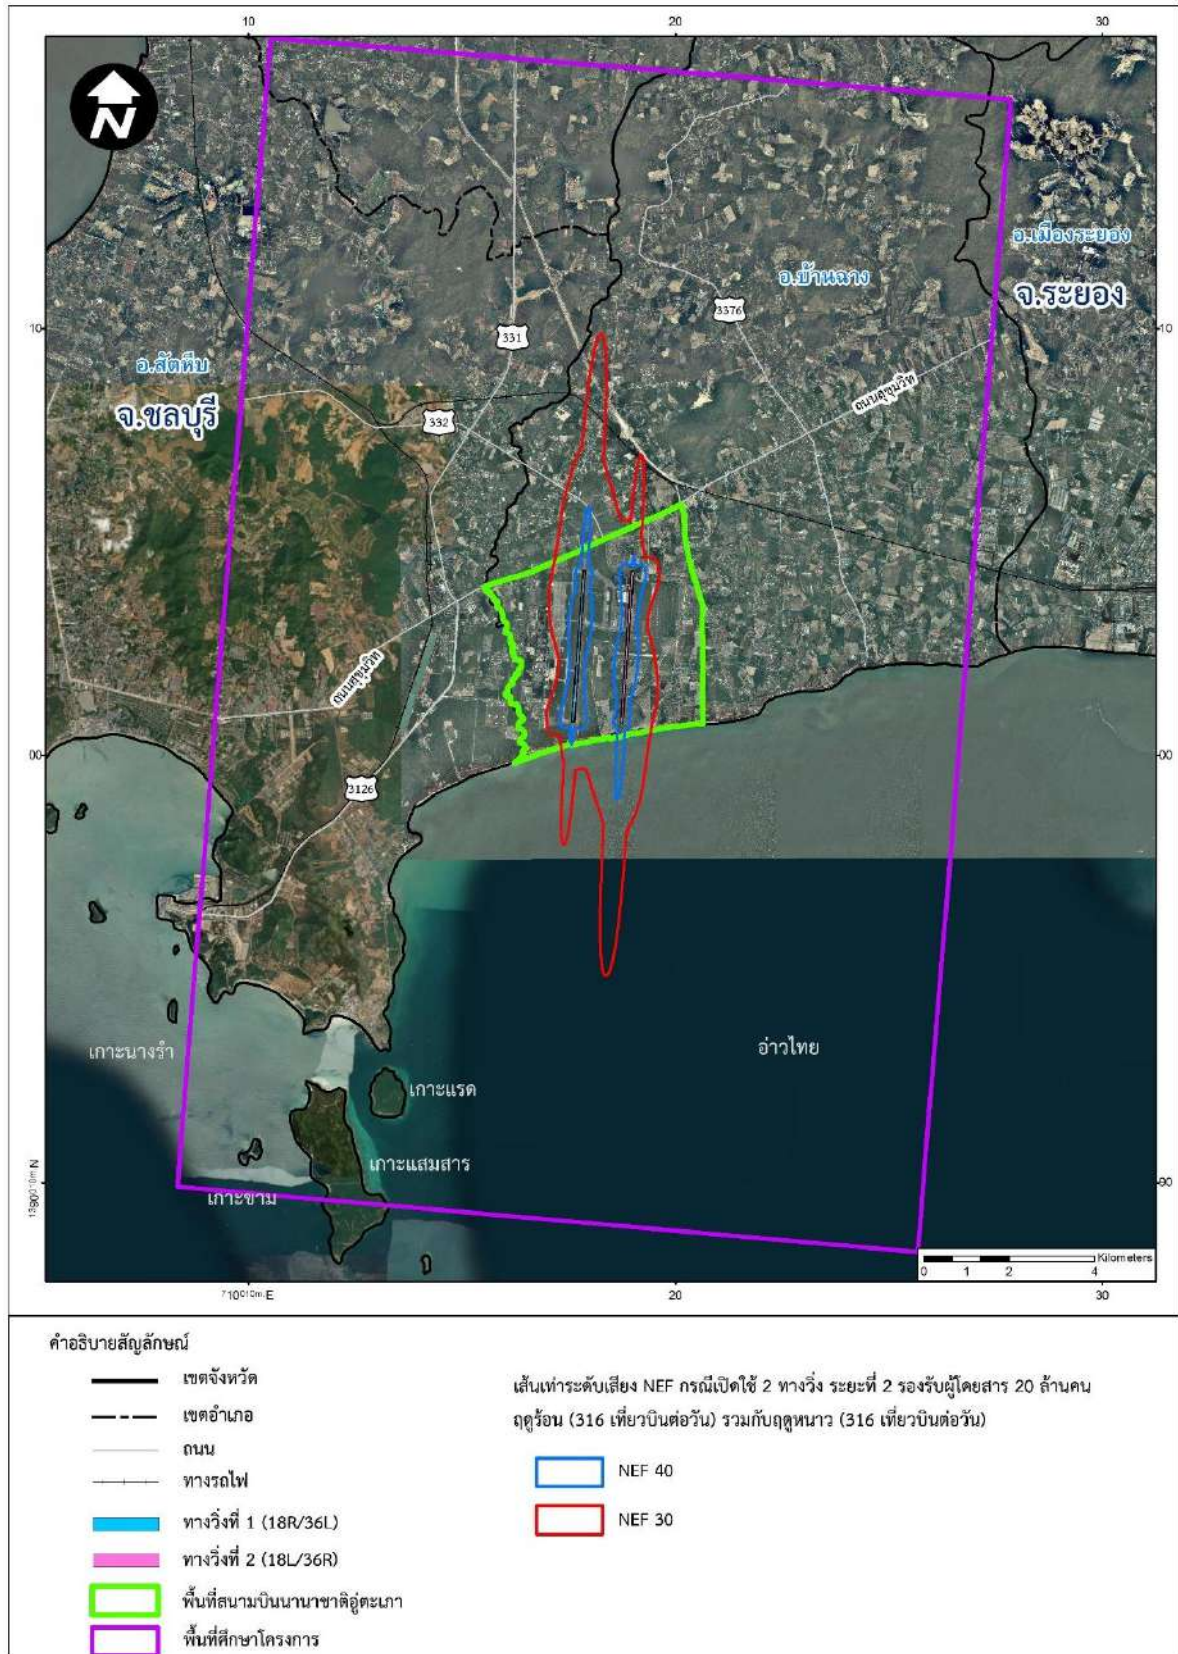 10 20 30
N
อ.เมืองระยอง
อ.บ้านฉาง
จ.ระยอง
3376
10 331 10
อ.สัตหีบ
ถนนสุขุมวิท
จ.ชลบุรี
332
ถนนสุขุมวิท
00 00
3126
เกาะนางรำ
อ่าวไทย
เกาะแรด
เกาะแสมสาร
1390010m N
90
เกาะขาม
Kilometers
0 1 2 4
710010m. E 20 30
คำอธิบายสัญลักษณ์
เขตจังหวัด
เขตอำเภอ
ถนน
ทางรถไฟ
ทางวิ่งที่ 1 (18R/36L)
ทางวิ่งที่ 2 (18L/36R)
พื้นที่สนามบินนานาชาติอู่ตะเภา
พื้นที่ศึกษาโครงการ
เส้นเท่าระดับเสียง NEF กรณีเปิดใช้ 2 ทางวิ่ง ระยะที่ 2 รองรับผู้โดยสาร 20 ล้านคน
ฤดูร้อน (316 เที่ยวบินต่อวัน) รวมกับฤดูหนาว (316 เที่ยวบินต่อวัน)
NEF 40
NEF 30